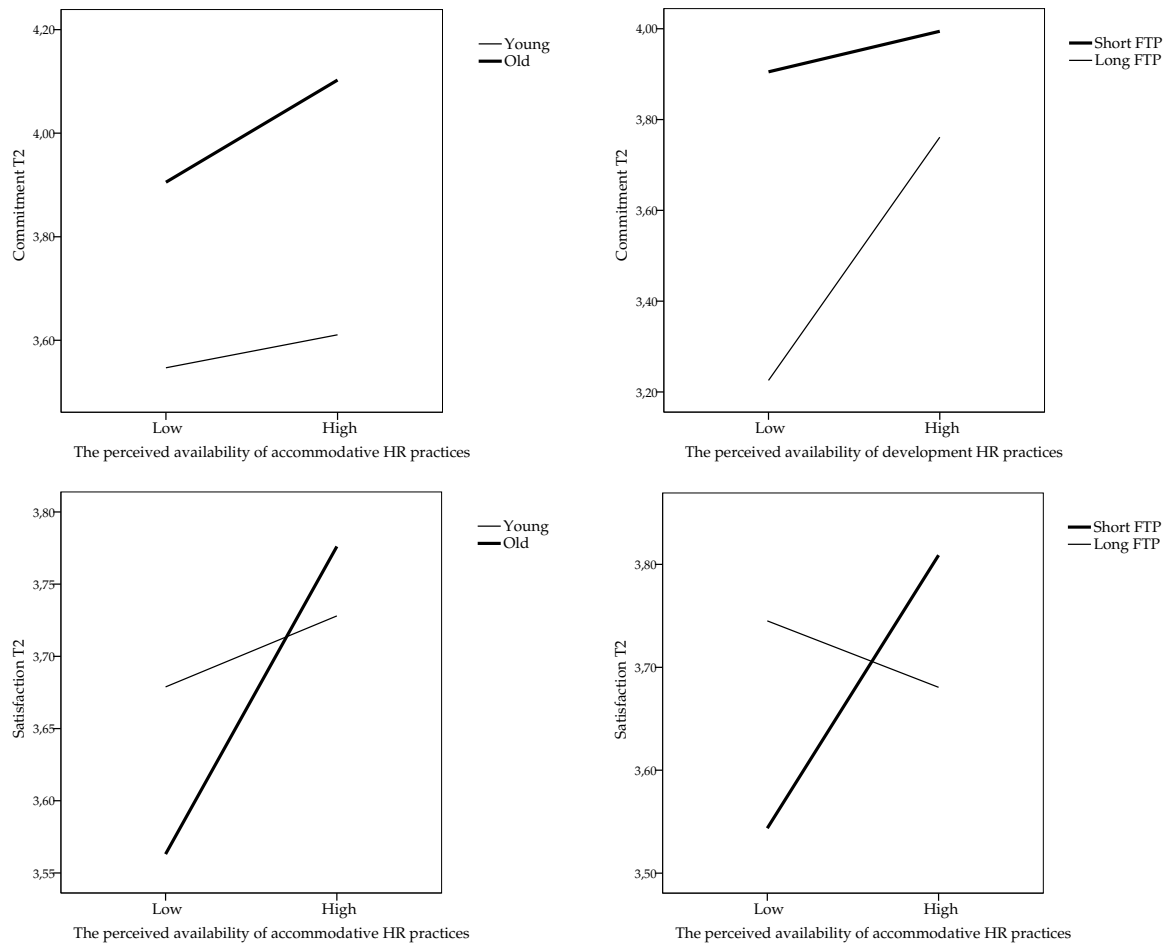 4,20
4,00
3,80
3,60
Commitment T2
Low
High
The perceived availability of accommodative HR practices
Young
Old
4,00
3,80
3,60
3,40
3,20
Commitment T2
Low
High
The perceived availability of development HR practices
Short FTP
Long FTP
3,80
3,75
3,70
3,65
3,60
3,55
Satisfaction T2
Low
High
The perceived availability of accommodative HR practices
Young
Old
3,80
3,70
3,60
3,50
Satisfaction T2
Low
High
The perceived availability of accommodative HR practices
Short FTP
Long FTP